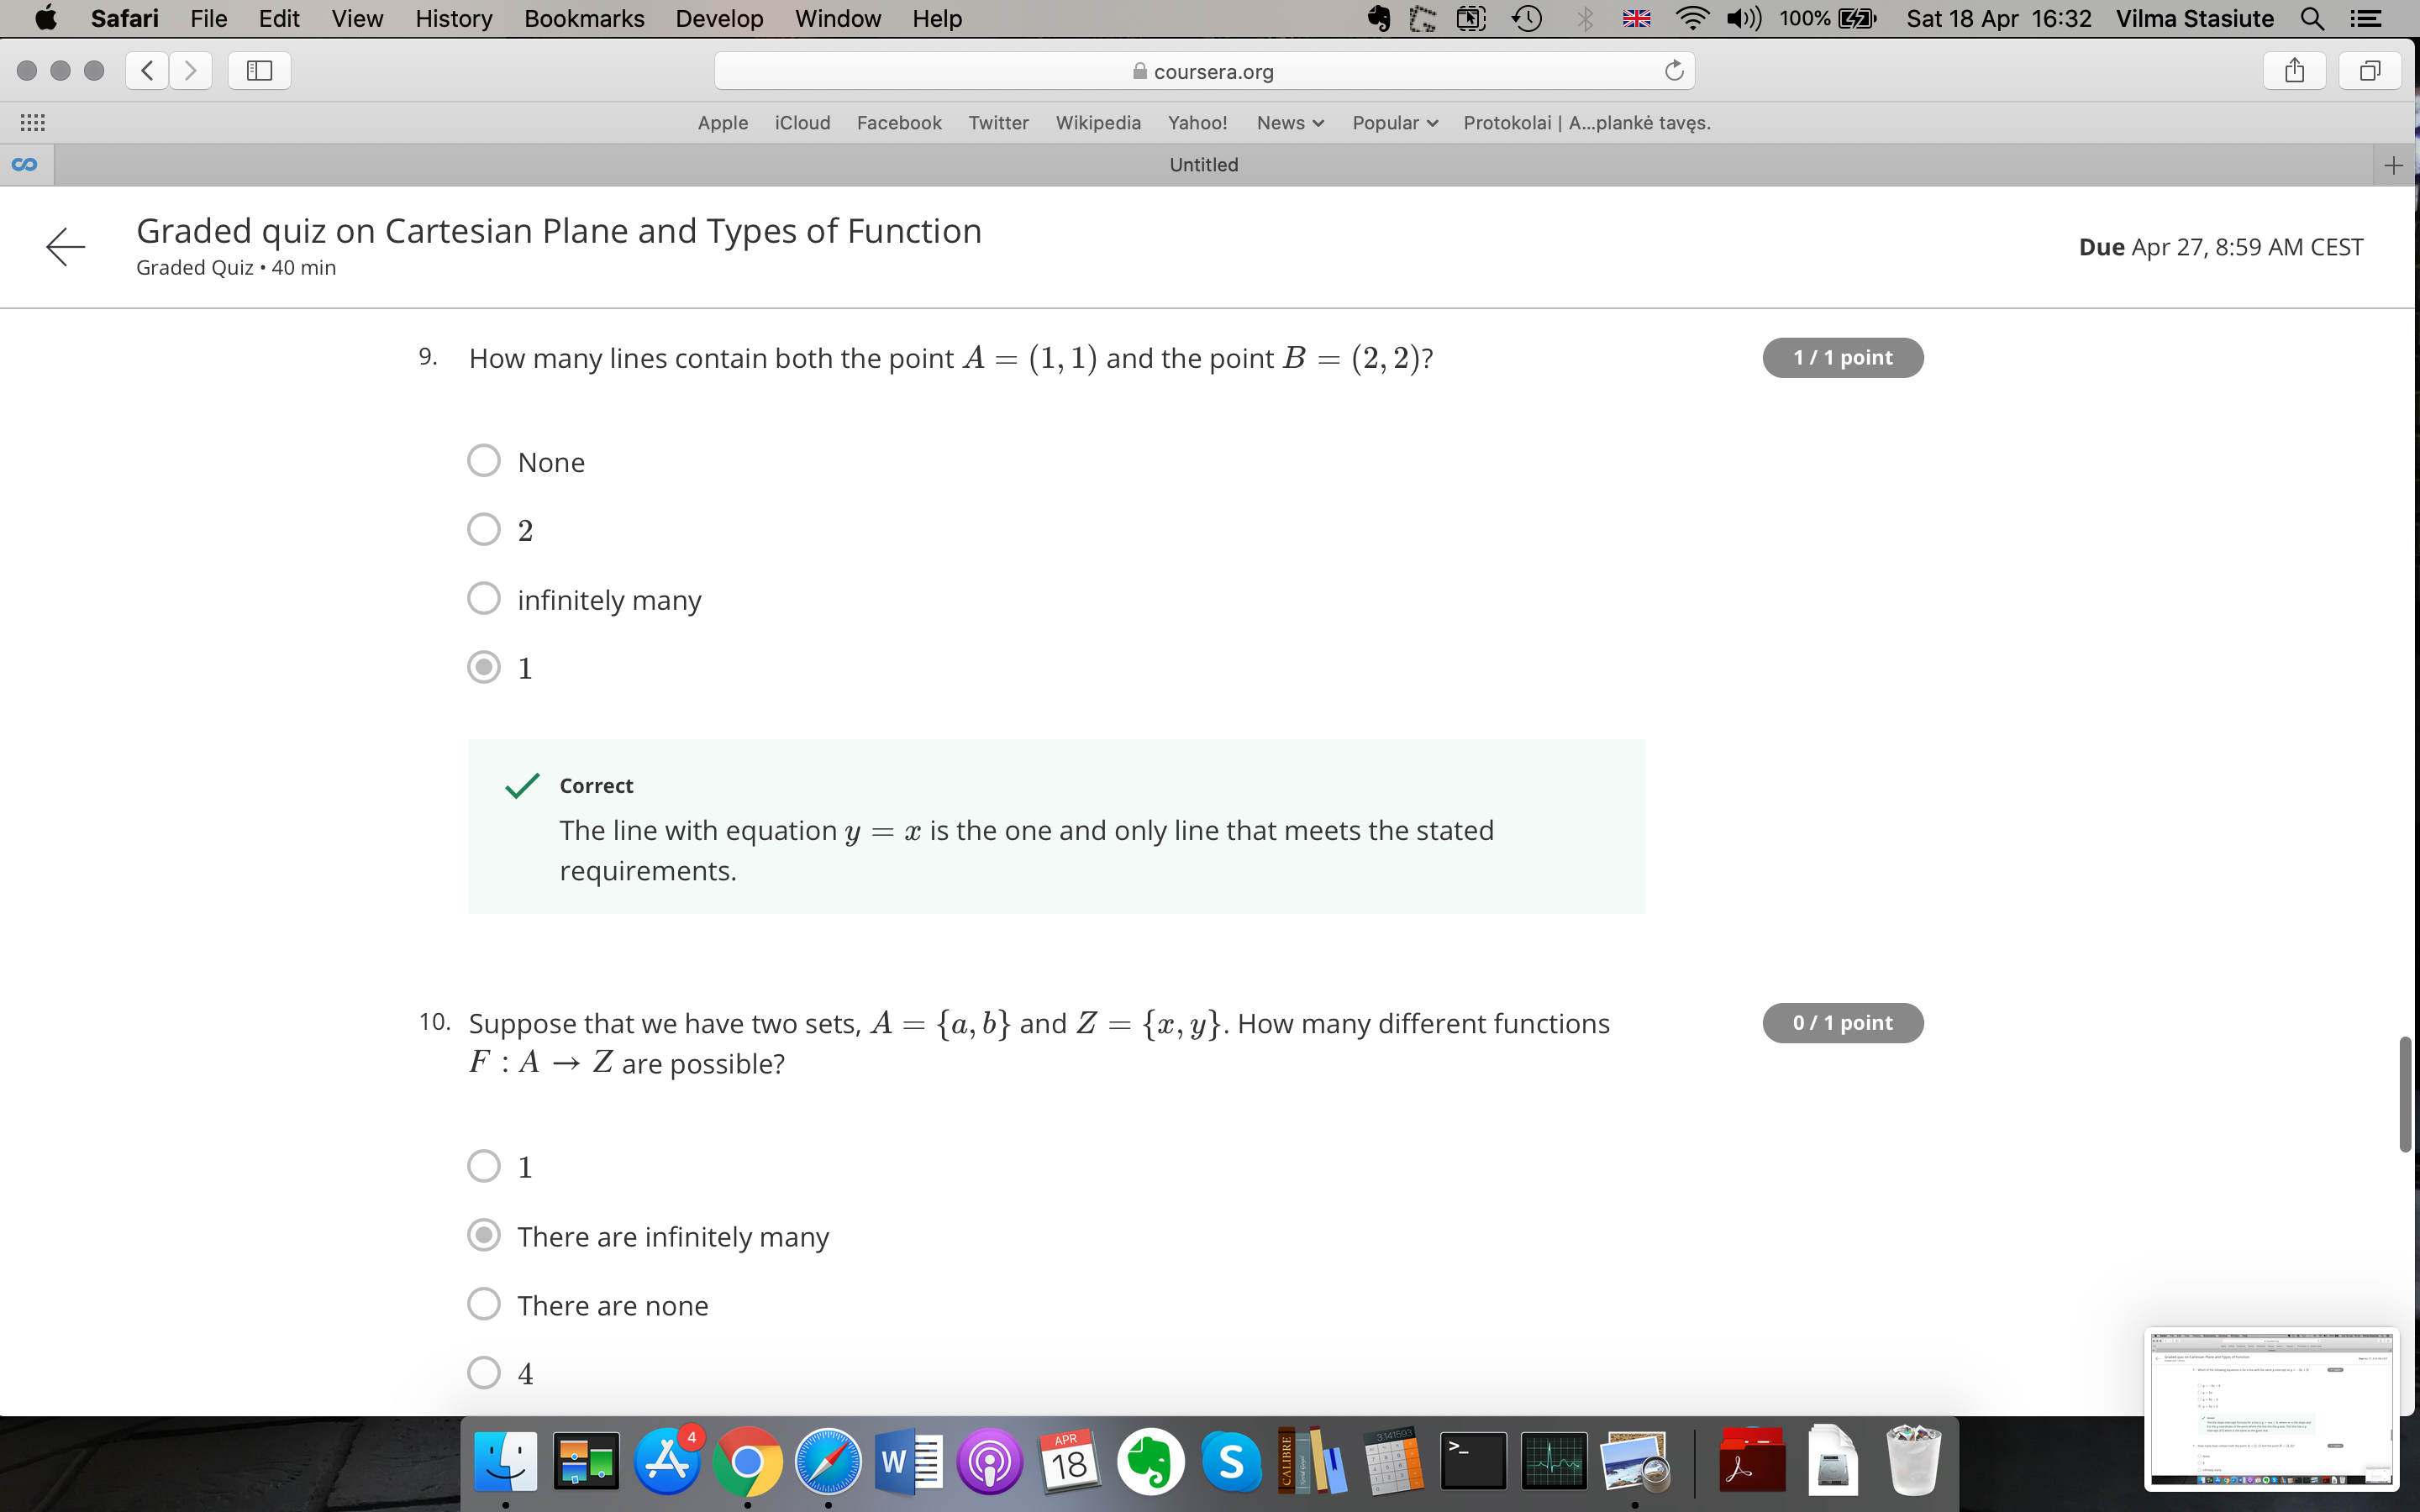 Safari File Edit View History Bookmarks Develop Window Help 100% Sat 18 Apr 16:32 Vilma Stasiute
coursera.org
Apple iCloud Facebook Twitter Wikipedia Yahoo! News Popular Protokolai | A...plankė tavęs.
Untitled
Graded quiz on Cartesian Plane and Types of Function
Graded Quiz • 40 min
Due Apr 27, 8:59 AM CEST
9. How many lines contain both the point A = (1, 1) and the point B = (2, 2)?
1 / 1 point
None
2
infinitely many
1
Correct
The line with equation y = x is the one and only line that meets the stated
requirements.
10. Suppose that we have two sets, A = {a, b} and Z = {x, y}. How many different functions
F : A → Z are possible?
0 / 1 point
1
There are infinitely many
There are none
4
4
W
APR
18
S
CALIBRE
3.141593
>_